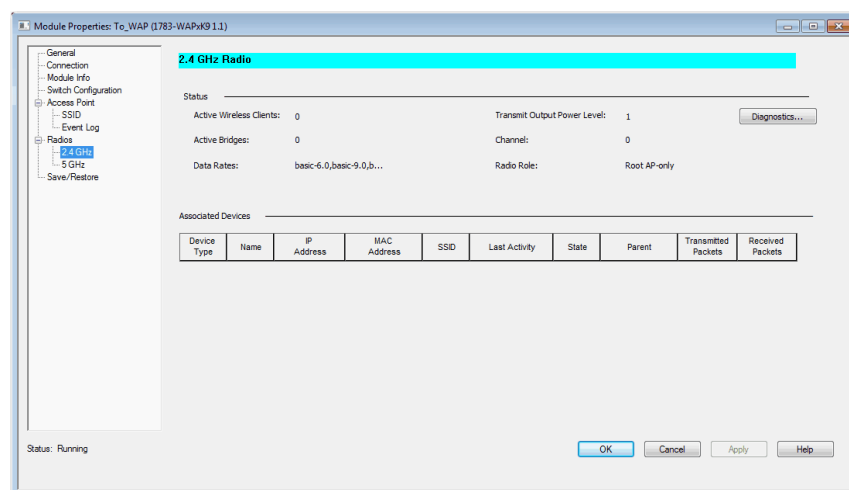 Module Properties: To_WAP (1783-WAPxK9 1.1)
General
Connection
Module Info
Switch Configuration
Access Point
SSID
Event Log
Radios
2.4 GHz
5 GHz
Save/Restore
2.4 GHz Radio
Status
Active Wireless Clients: 0 Transmit Output Power Level: 1 Diagnostics...
Active Bridges: 0 Channel: 0
Data Rates: basic-6.0,basic-9.0,b... Radio Role: Root AP-only
Associated Devices
Device Type Name IP Address MAC Address SSID Last Activity State Parent Transmitted Packets Received Packets
Status: Running
OK Cancel Apply Help